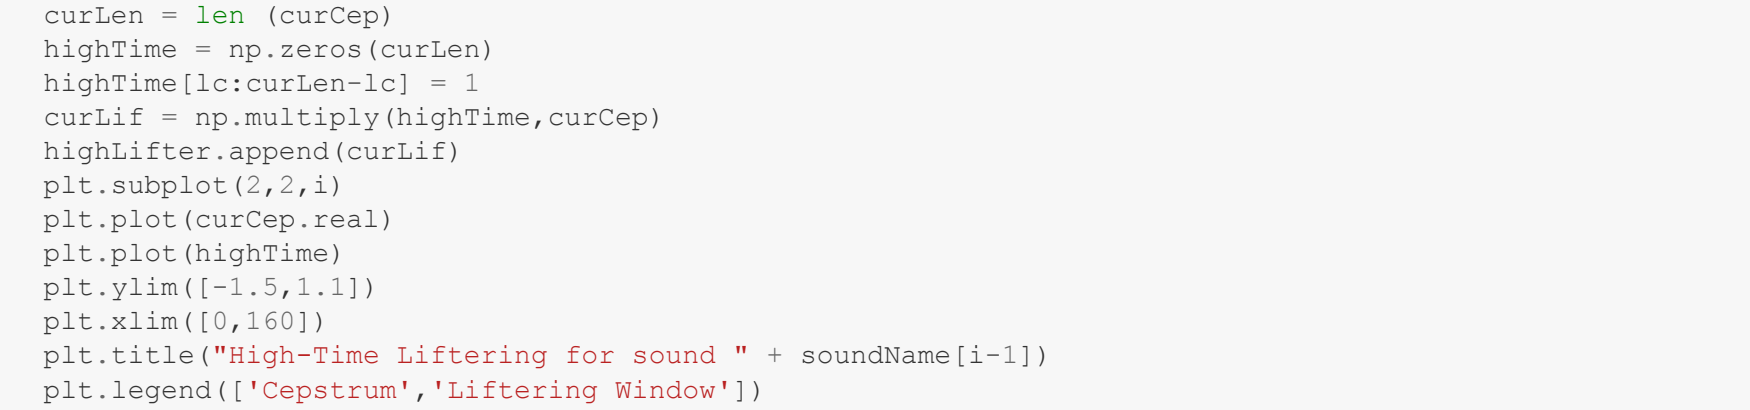 curLen = len (curCep)
highTime = np.zeros(curLen)
highTime[lc:curLen-lc] = 1
curLif = np.multiply(highTime,curCep)
highLifter.append(curLif)
plt.subplot(2,2,i)
plt.plot(curCep.real)
plt.plot(highTime)
plt.ylim([-1.5,1.1])
plt.xlim([0,160])
plt.title("High-Time Liftering for sound " + soundName[i-1])
plt.legend(['Cepstrum','Liftering Window'])